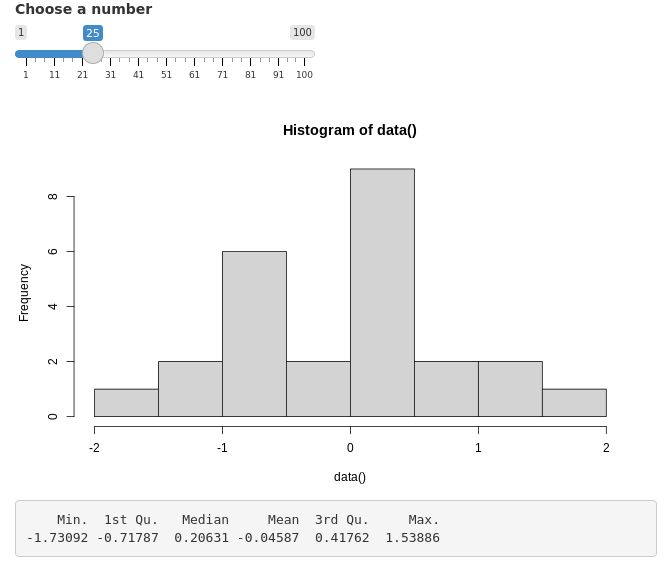 Choose a number
1 25 100
1 11 21 31 41 51 61 71 81 91 100
Histogram of data()
Frequency
8
6
4
2
0
-2 -1 0 1 2
data()
Min. 1st Qu. Median Mean 3rd Qu. Max.
-1.73092 -0.71787 0.20631 -0.04587 0.41762 1.53886